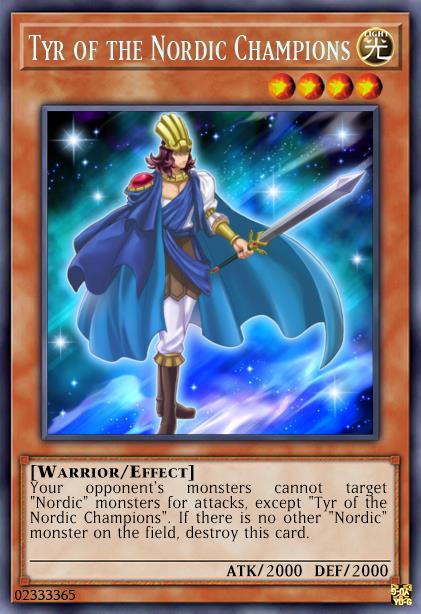 Tyr of the Nordic Champions
LIGHT
光
[Warrior/Effect]
Your opponent's monsters cannot target
"Nordic" monsters for attacks, except "Tyr of the
Nordic Champions". If there is no other "Nordic"
monster on the field, destroy this card.
ATK/2000 DEF/2000
02333365